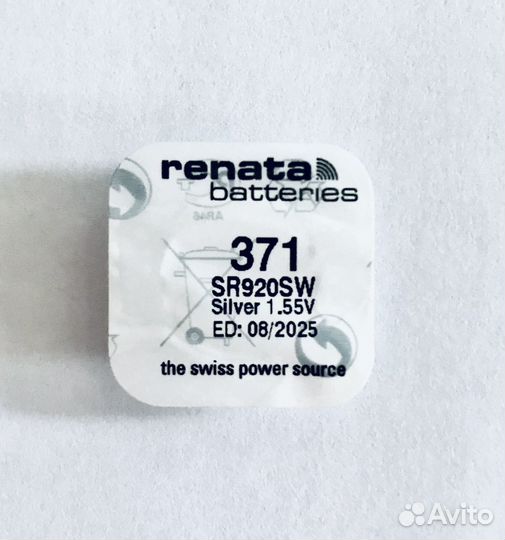 renata
batteries
371
SR920SW
Silver 1.55V
ED: 08/2025
the swiss power source
Avito